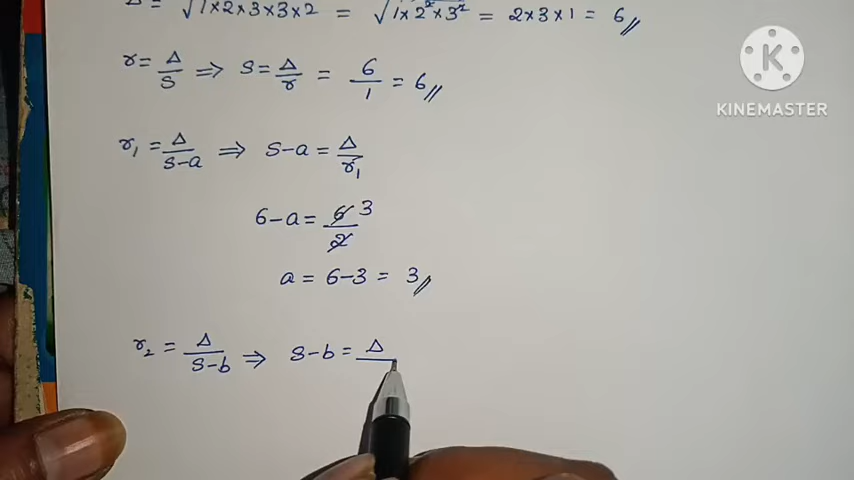 Δ = √1×2×3×3×2 = √1×2²×3² = 2×3×1 = 6//
K
KINEMASTER
r = Δ/s ⇒ s = Δ/r = 6/1 = 6//
r₁ = Δ/s-a ⇒ s-a = Δ/r₁
6-a = 6/2 3
a = 6-3 = 3//
r₂ = Δ/s-b ⇒ s-b = Δ/